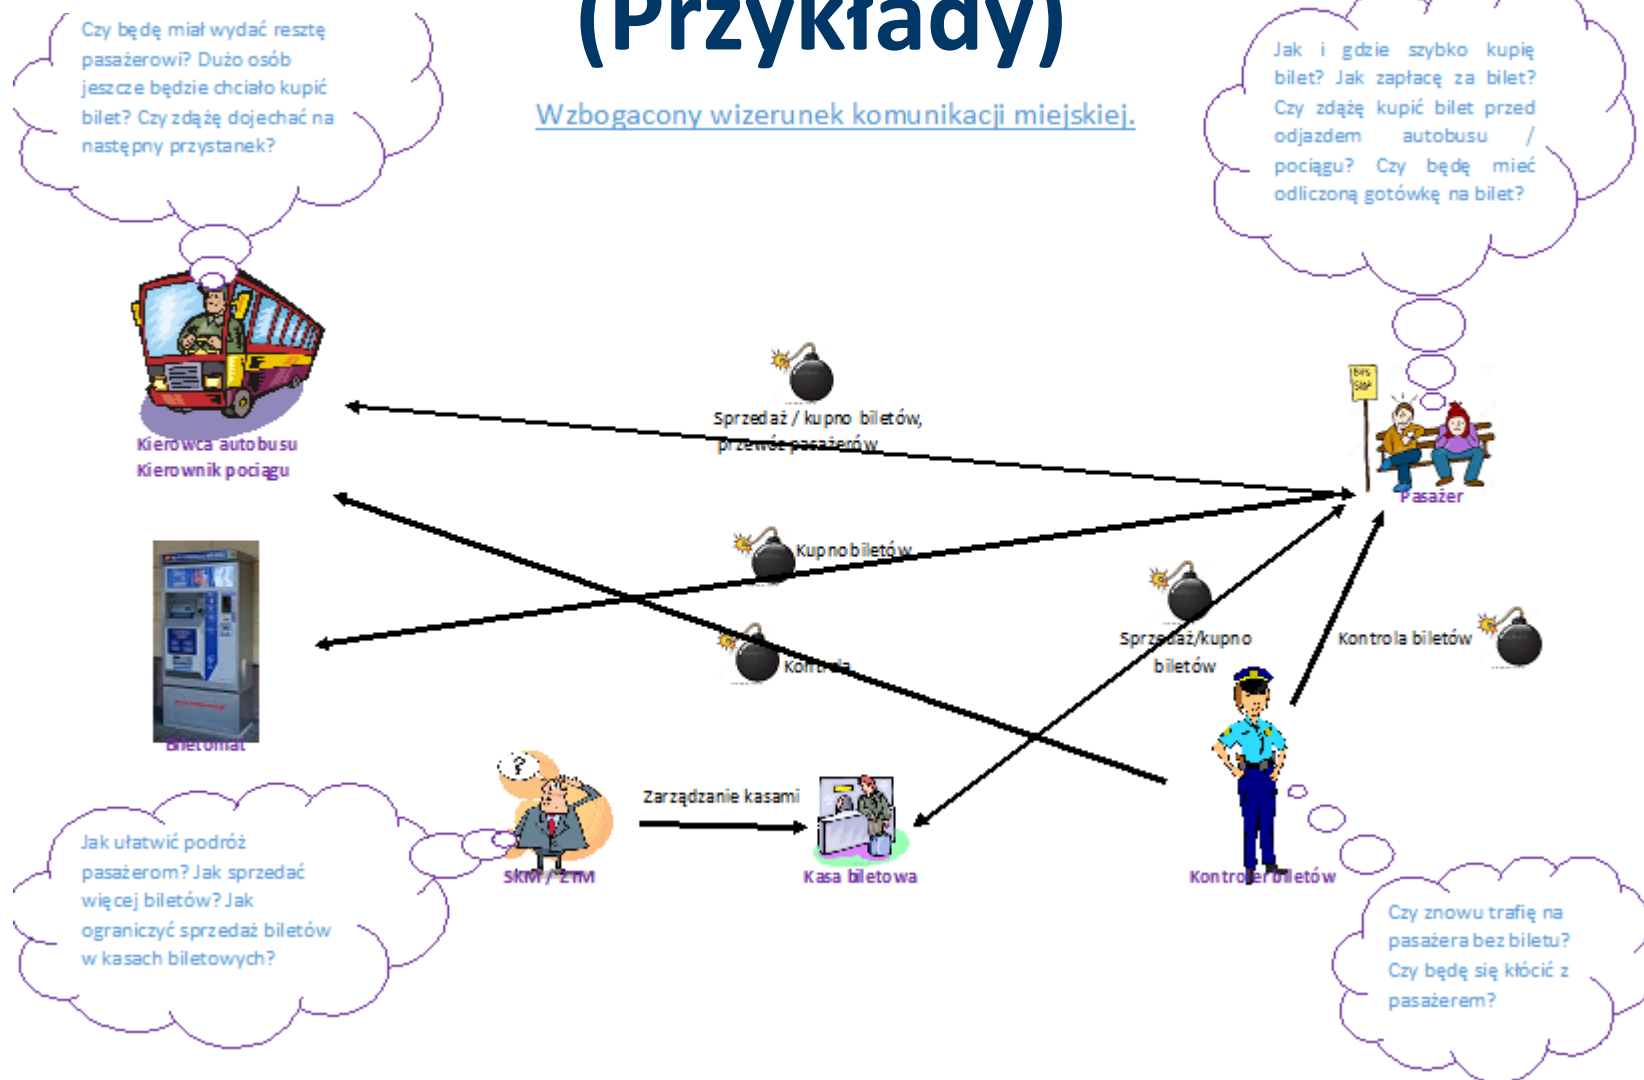 (Przykłady)
Wzbogacony wizerunek komunikacji miejskiej.
Czy będę miał wydać resztę
pasażerowi? Dużo osób
jeszcze będzie chciało kupić
bilet? Czy zdążę dojechać na
następny przystanek?
Jak i gdzie szybko kupię
bilet? Jak zapłacę za bilet?
Czy zdążę kupić bilet przed
odjazdem autobusu /
pociągu? Czy będę mieć
odliczoną gotówkę na bilet?
Kierowca autobusu
Kierownik pociągu
Sprzedaż / kupno biletów,
przewóz pasażerów
Bus
Stop
Pasażer
Kupno biletów
Kontrola
Sprzedaż/kupno
biletów
Kontrola biletów
Biletomat
?
Zarządzanie kasami
SKM / ZTM
Kasa biletowa
Kontroler biletów
Jak ułatwić podróż
pasażerom? Jak sprzedać
więcej biletów? Jak
ograniczyć sprzedaż biletów
w kasach biletowych?
Czy znowu trafię na
pasażera bez biletu?
Czy będę się kłócić z
pasażerem?